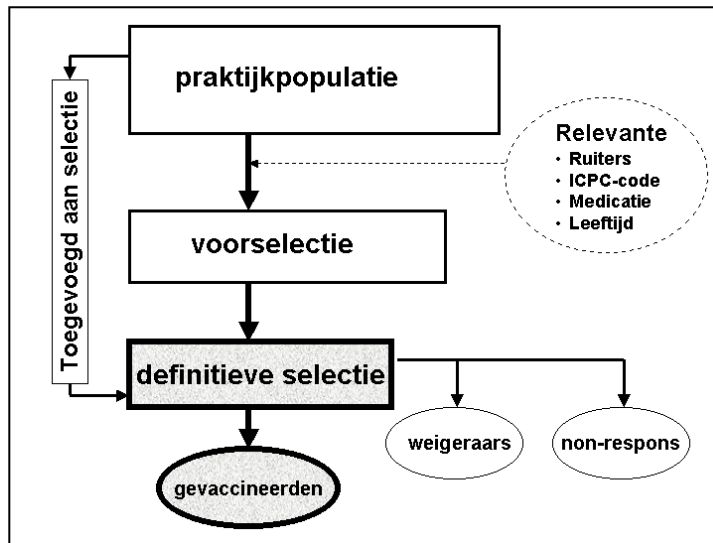 praktijkpopulatie
Toegevoegd aan selectie
Relevante
• Ruiters
• ICPC-code
• Medicatie
• Leeftijd
voorselectie
definitieve selectie
weigeraars
non-respons
gevaccineerden